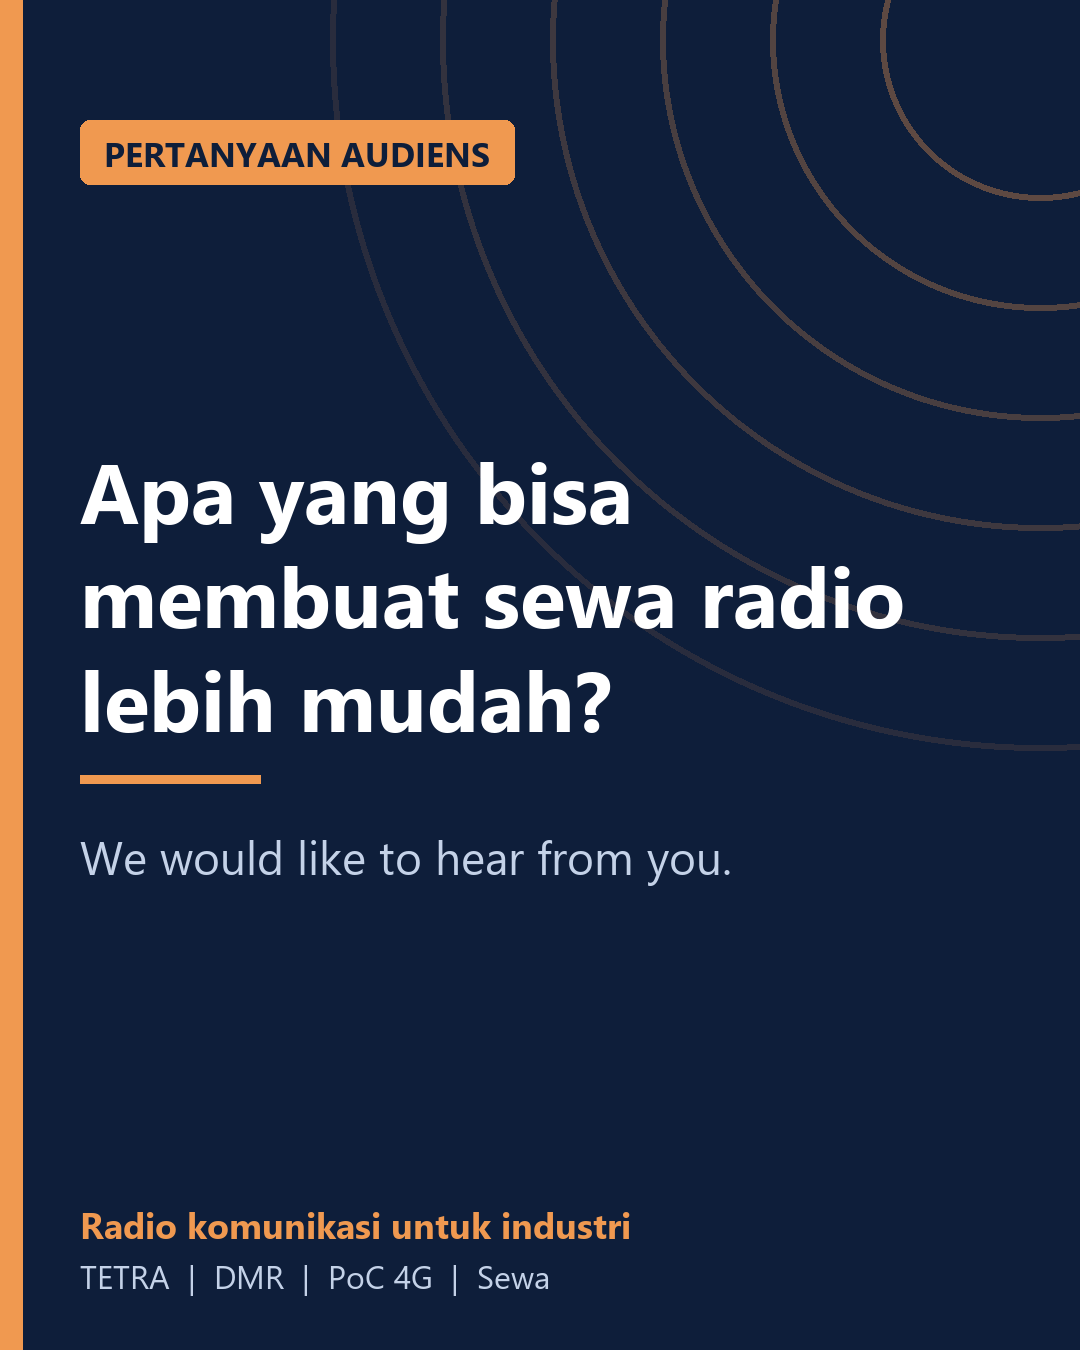 PERTANYAAN AUDIENS
Apa yang bisa
membuat sewa radio
lebih mudah?
We would like to hear from you.
Radio komunikasi untuk industri
TETRA | DMR | PoC 4G | Sewa